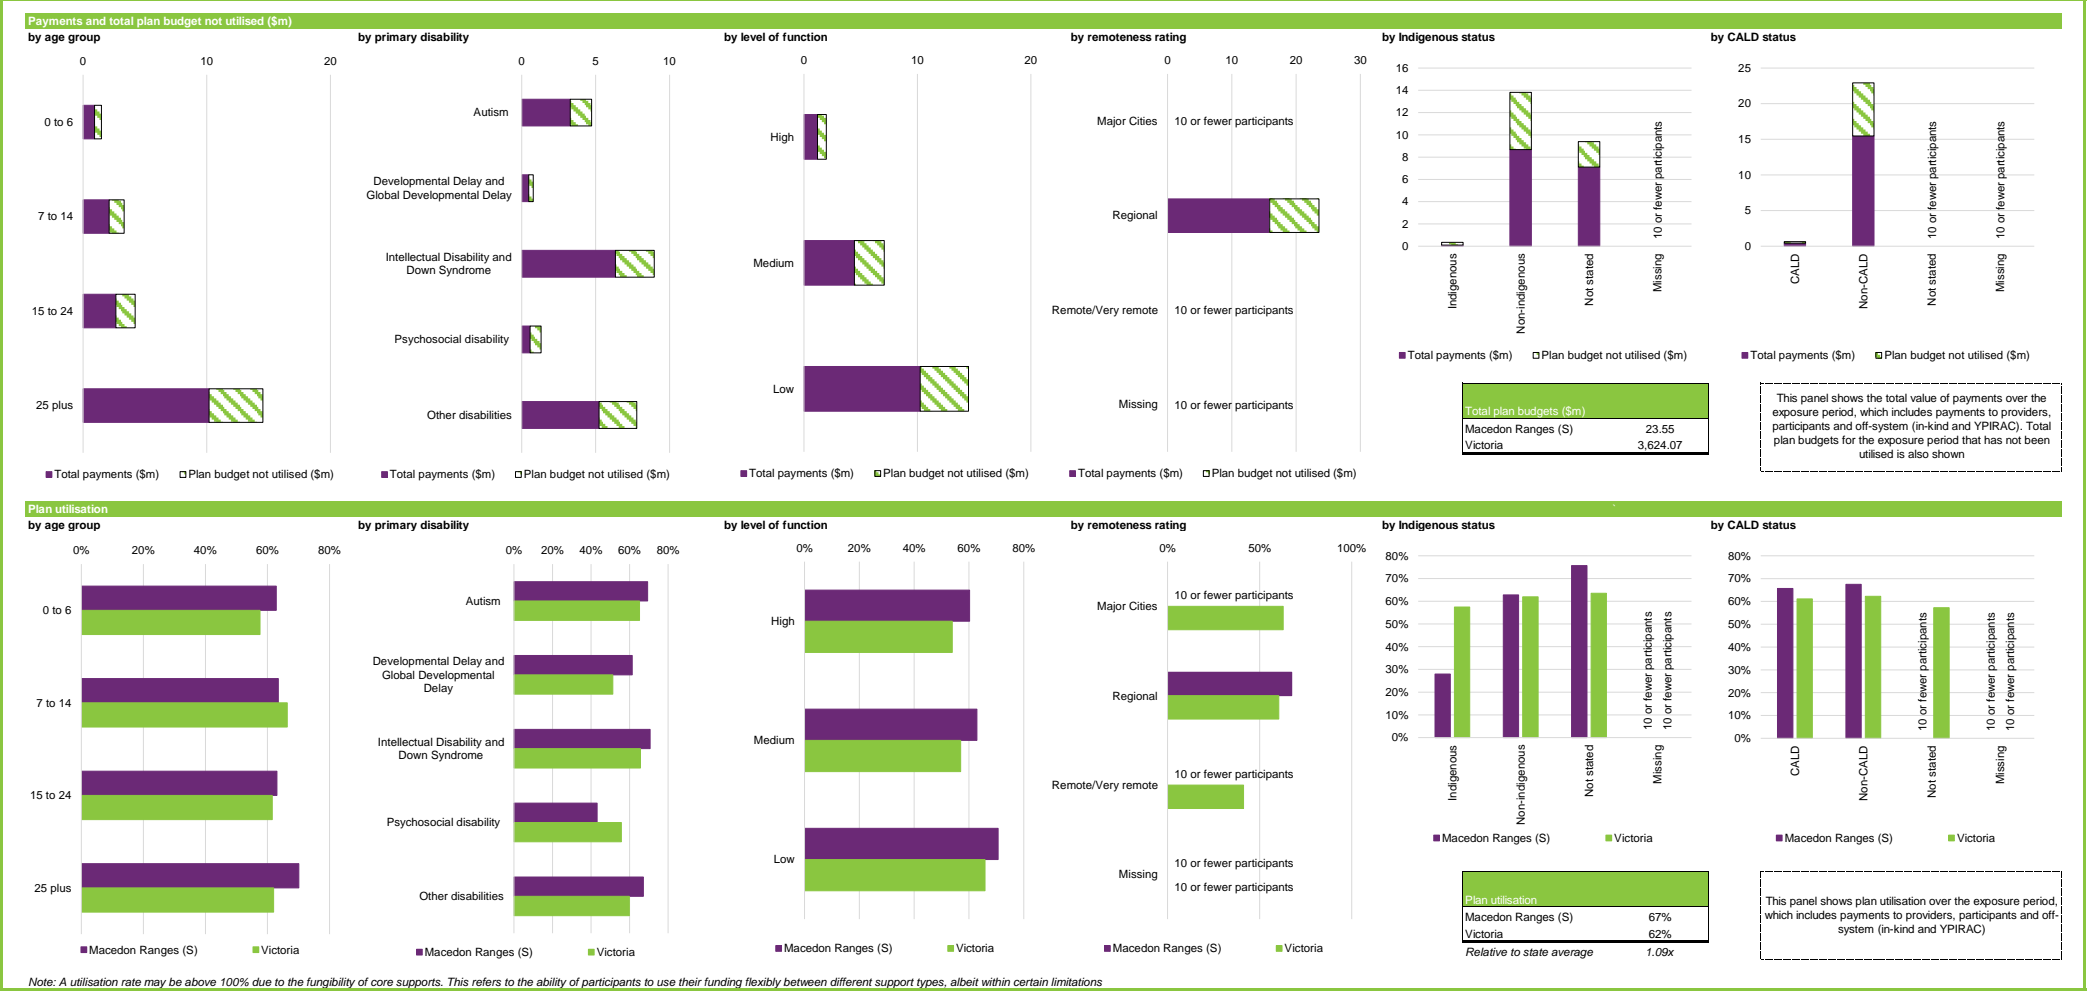 Payments and total plan budget not utilised ($m)
by age group
0
10
20
0 to 6
7 to 14
15 to 24
25 plus
Total payments ($m)
Plan budget not utilised ($m)
by primary disability
0
5
10
Autism
Developmental Delay and
Global Developmental Delay
Intellectual Disability and
Down Syndrome
Psychosocial disability
Other disabilities
Total payments ($m)
Plan budget not utilised ($m)
by level of function
0
10
20
High
Medium
Low
Total payments ($m)
Plan budget not utilised ($m)
by remoteness rating
0
10
20
30
Major Cities
10 or fewer participants
Regional
Remote/Very remote
10 or fewer participants
Missing
10 or fewer participants
Total payments ($m)
Plan budget not utilised ($m)
by Indigenous status
16
14
12
10
8
6
4
2
0
10 or fewer participants
Indigenous
Non-indigenous
Not stated
Missing
Total payments ($m)
Plan budget not utilised ($m)
by CALD status
25
20
15
10
5
0
10 or fewer participants
10 or fewer participants
CALD
Non-CALD
Not stated
Missing
Total payments ($m)
Plan budget not utilised ($m)
Total plan budgets ($m)
Macedon Ranges (S) 23.55
Victoria 3,624.07
This panel shows the total value of payments over the
exposure period, which includes payments to providers,
participants and off-system (in-kind and YPIRAC). Total
plan budgets for the exposure period that has not been
utilised is also shown
Plan utilisation
by age group
0%
20%
40%
60%
80%
0 to 6
7 to 14
15 to 24
25 plus
Macedon Ranges (S)
Victoria
by primary disability
0%
20%
40%
60%
80%
Autism
Developmental Delay and
Global Developmental
Delay
Intellectual Disability and
Down Syndrome
Psychosocial disability
Other disabilities
Macedon Ranges (S)
Victoria
by level of function
0%
20%
40%
60%
80%
High
Medium
Low
Macedon Ranges (S)
Victoria
by remoteness rating
0%
50%
100%
Major Cities
10 or fewer participants
Regional
Remote/Very remote
10 or fewer participants
Missing
10 or fewer participants
10 or fewer participants
Macedon Ranges (S)
Victoria
by Indigenous status
80%
70%
60%
50%
40%
30%
20%
10%
0%
10 or fewer participants
10 or fewer participants
Indigenous
Non-indigenous
Not stated
Missing
Macedon Ranges (S)
Victoria
by CALD status
80%
70%
60%
50%
40%
30%
20%
10%
0%
10 or fewer participants
10 or fewer participants
10 or fewer participants
CALD
Non-CALD
Not stated
Missing
Macedon Ranges (S)
Victoria
Plan utilisation
Macedon Ranges (S) 67%
Victoria 62%
Relative to state average 1.09x
This panel shows plan utilisation over the exposure period,
which includes payments to providers, participants and off-
system (in-kind and YPIRAC)
Note: A utilisation rate may be above 100% due to the fungibility of core supports. This refers to the ability of participants to use their funding flexibly between different support types, albeit within certain limitations